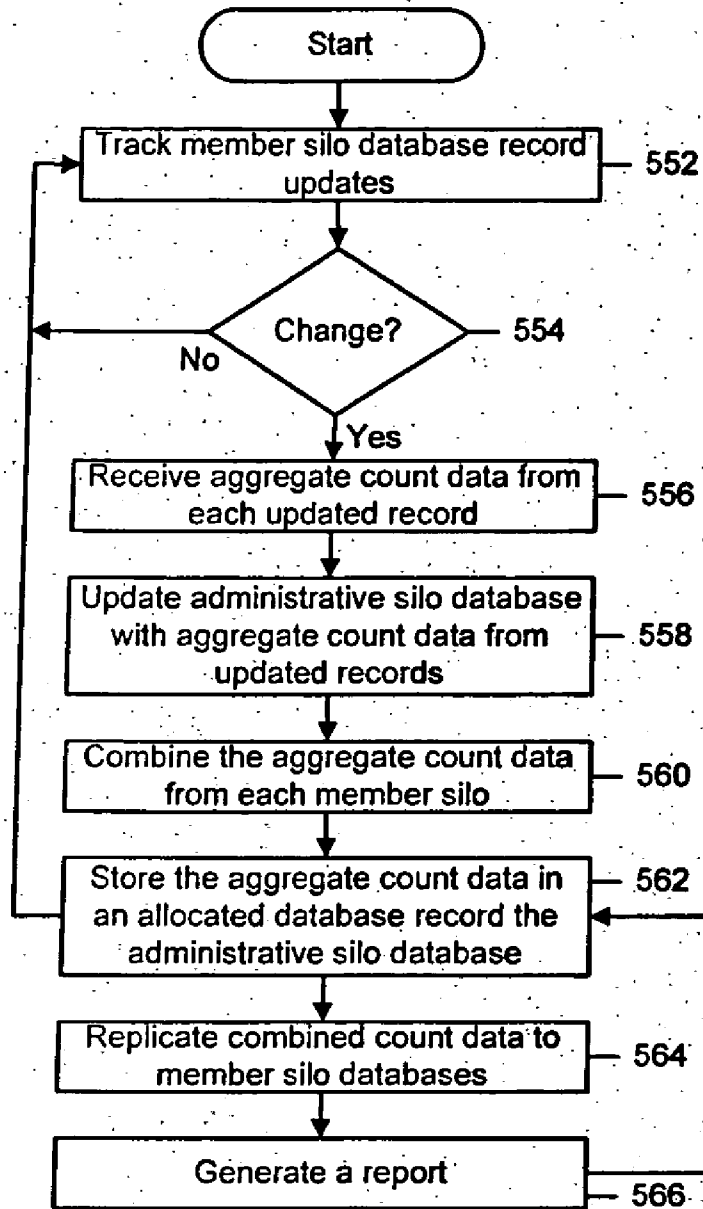 Start
Track member silo database record
updates
552
Change?
554
No
Yes
Receive aggregate count data from
each updated record
556
Update administrative silo database
with aggregate count data from
updated records
558
Combine the aggregate count data
from each member silo
560
Store the aggregate count data in
an allocated database record the
administrative silo database
562
Replicate combined count data to
member silo databases
564
Generate a report
566